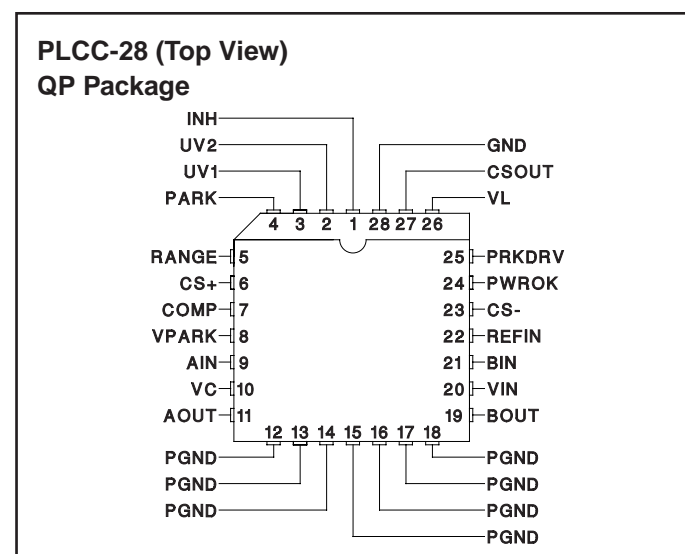 PLCC-28 (Top View)
QP Package
INH
UV2 GND
UV1 CSOUT
PARK VL
4 3 2 1 28 27 26
RANGE 5 25 PRKDRV
CS+ 6 24 PWROK
COMP 7 23 CS-
VPARK 8 22 REFIN
AIN 9 21 BIN
VC 10 20 VIN
AOUT 11 19 BOUT
12 13 14 15 16 17 18
PGND PGND
PGND PGND
PGND PGND
PGND